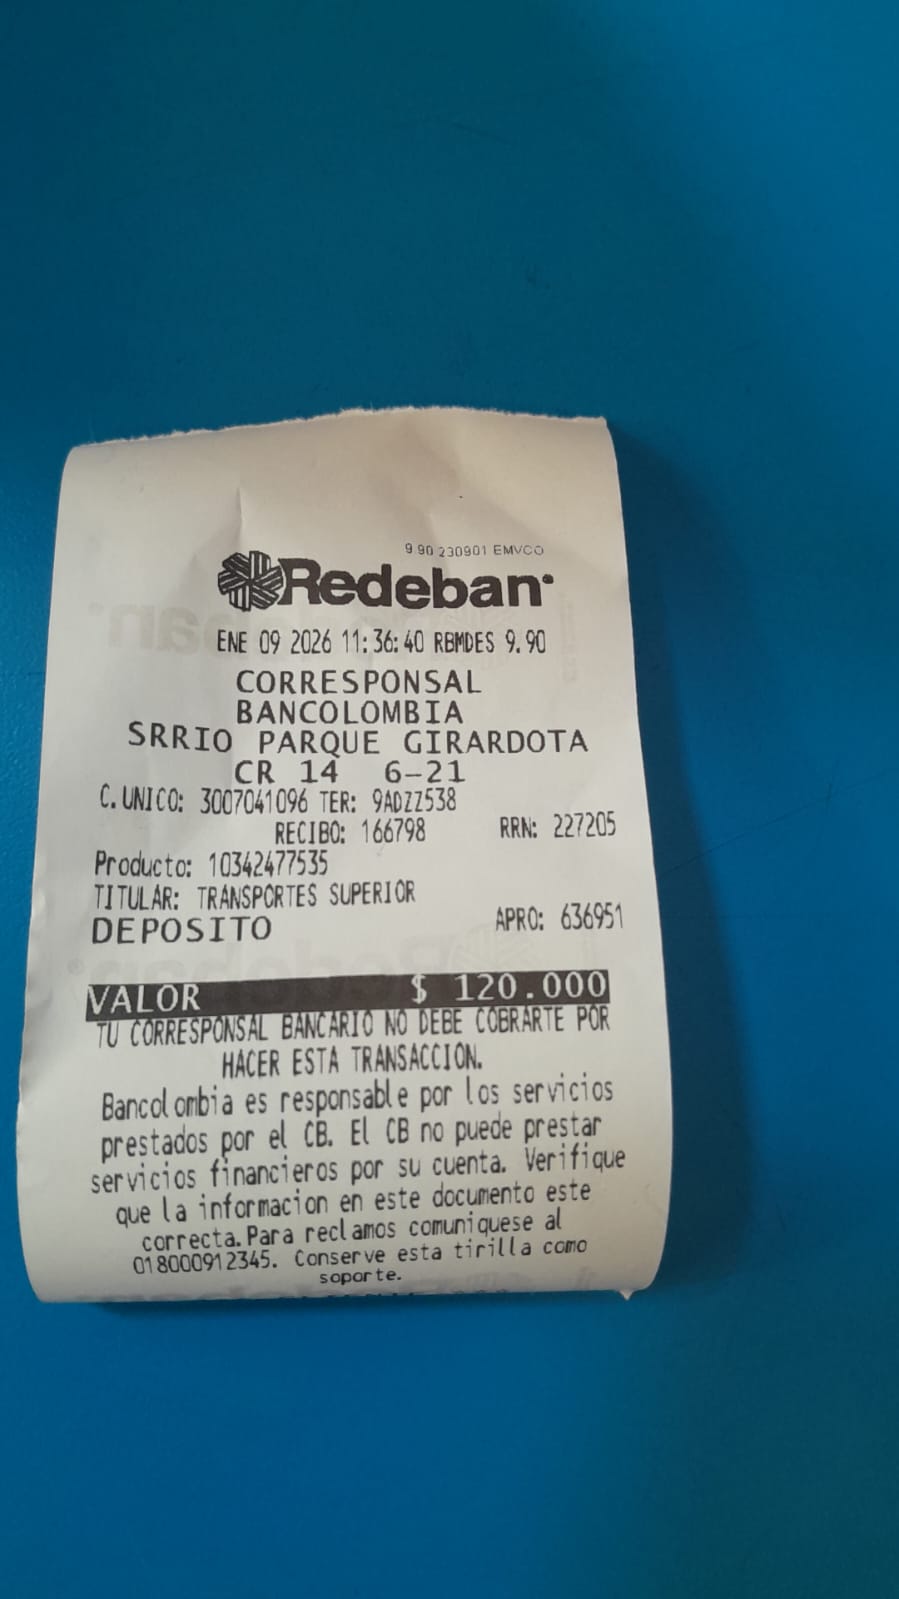 9.90 230901 EMVCO
Redeban
ENE 09 2026 11:36:40 RBMDES 9.90
CORRESPONSAL
BANCOLOMBIA
SRRIO PARQUE GIRARDOTA
CR 14 6-21
C.UNICO: 3007041096 TER: 9ADZZ538
RECIBO: 166798 RRN: 227205
Producto: 10342477535
TITULAR: TRANSPORTES SUPERIOR
DEPOSITO APRO: 636951
VALOR $ 120.000
TU CORRESPONSAL BANCARIO NO DEBE COBRARTE POR
HACER ESTA TRANSACCION.
Bancolombia es responsable por los servicios
prestados por el CB. El CB no puede prestar
servicios financieros por su cuenta. Verifique
que la informacion en este documento este
correcta. Para reclamos comuniquese al
018000912345. Conserve esta tirilla como
soporte.